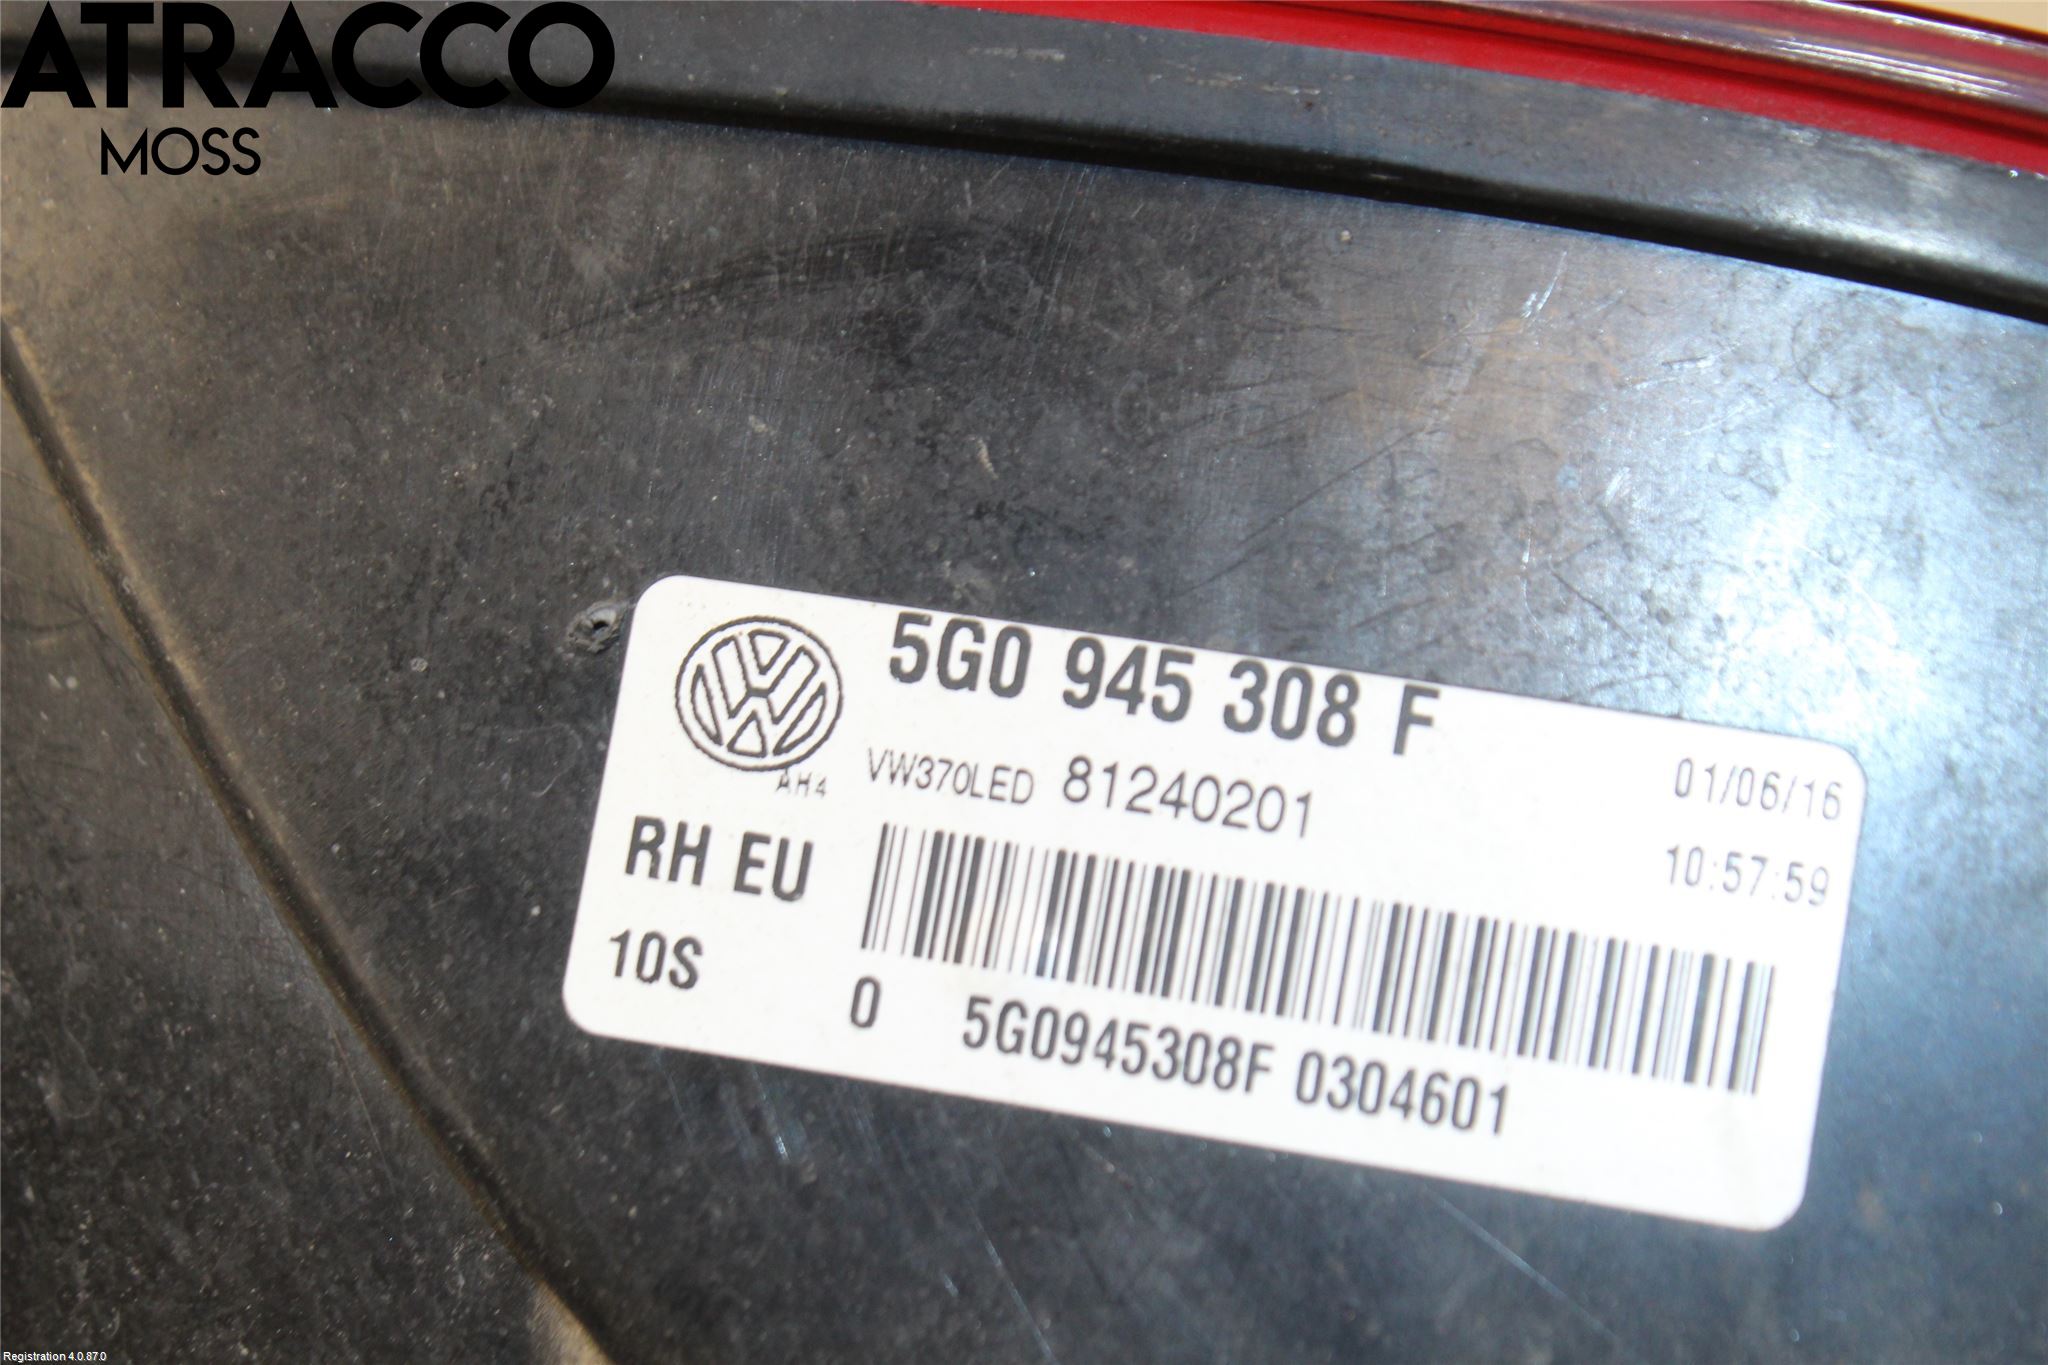 ATRACCO
MOSS
5G0 945 308 F
AH4
VW370LED 81240201
01/06/16
10:57:59
RH EU
10S
0 5G0945308F 0304601
Registration 4.0.87.0